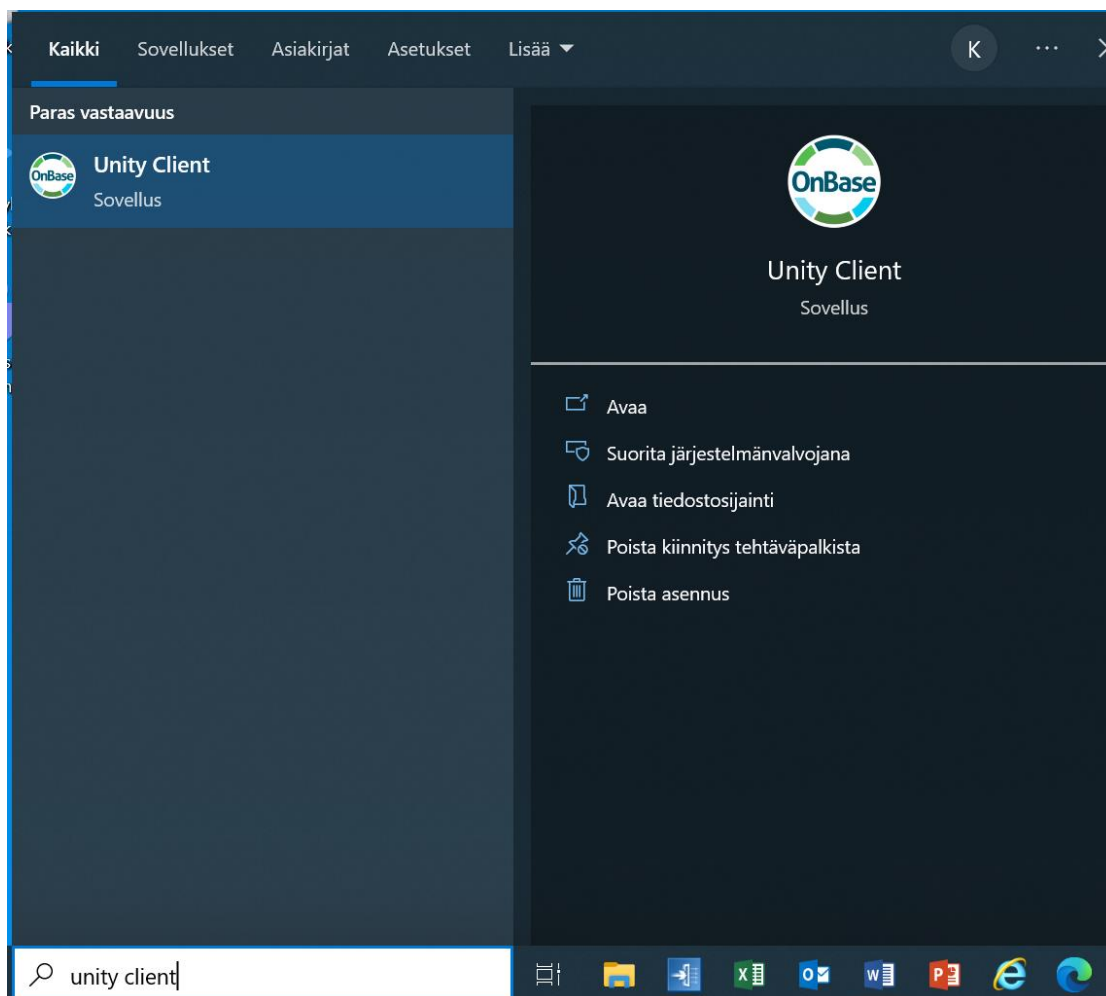 Kaikki Sovellukset Asiakirjat Asetukset Lisää K
Paras vastaavuus
OnBase
Unity Client
Sovellus
OnBase
Unity Client
Sovellus
Avaa
Suorita järjestelmänvalvojana
Avaa tiedostosijainti
Poista kiinnitys tehtäväpalkista
Poista asennus
unity client